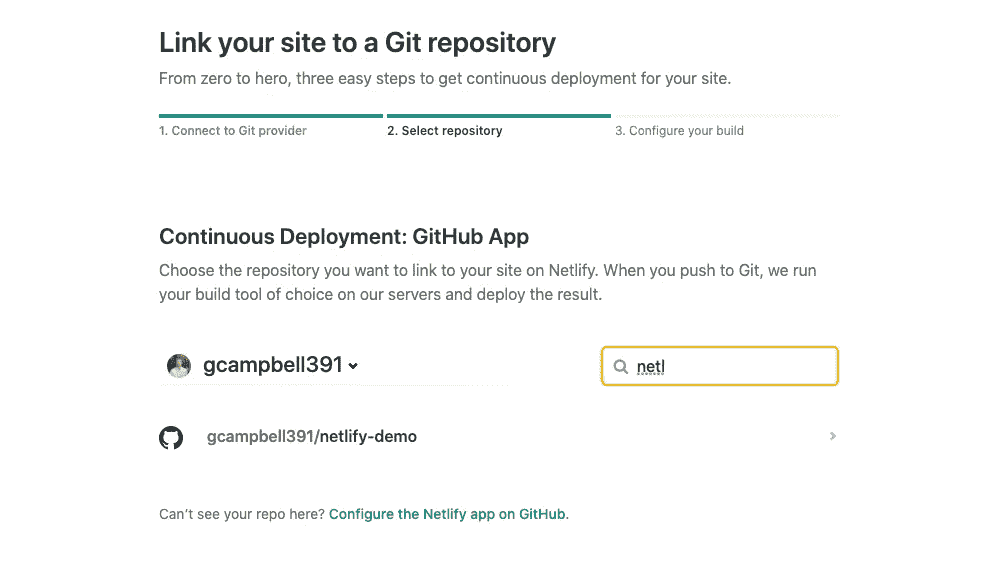 Link your site to a Git repository
From zero to hero, three easy steps to get continuous deployment for your site.
1. Connect to Git provider
2. Select repository
3. Configure your build
Continuous Deployment: GitHub App
Choose the repository you want to link to your site on Netlify. When you push to Git, we run
your build tool of choice on our servers and deploy the result.
gcampbell391
netl
gcampbell391/netlify-demo
Can't see your repo here? Configure the Netlify app on GitHub.